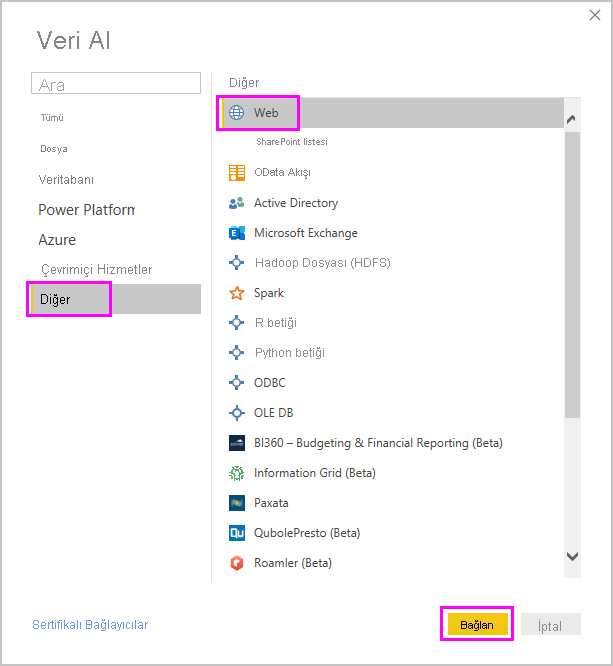 Veri Al
Ara
Tümü
Dosya
Veritabanı
Power Platform
Azure
Çevrimiçi Hizmetler
Diğer
Diğer
Web
SharePoint listesi
OData Akışı
Active Directory
Microsoft Exchange
Hadoop Dosyası (HDFS)
Spark
R betiği
Python betiği
ODBC
OLE DB
BI360 – Budgeting & Financial Reporting (Beta)
Information Grid (Beta)
Paxata
QubolePresto (Beta)
Roamler (Beta)
Sertifikalı Bağlayıcılar
Bağlan
İptal